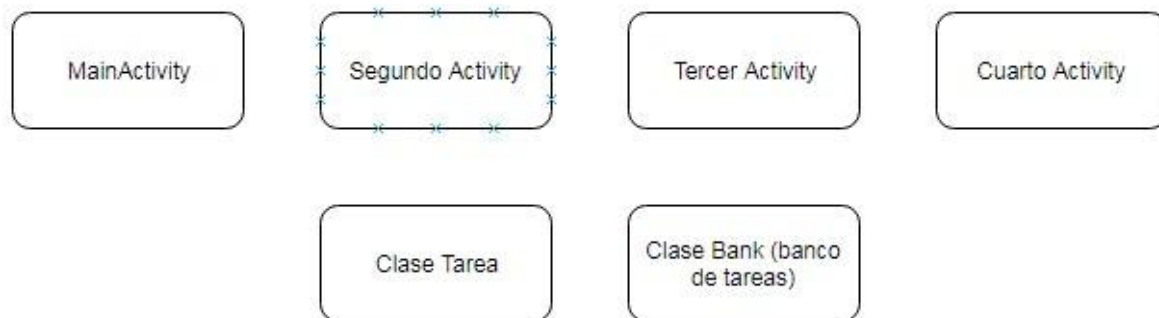 MainActivity
Segundo Activity
Tercer Activity
Cuarto Activity
Clase Tarea
Clase Bank (banco
de tareas)